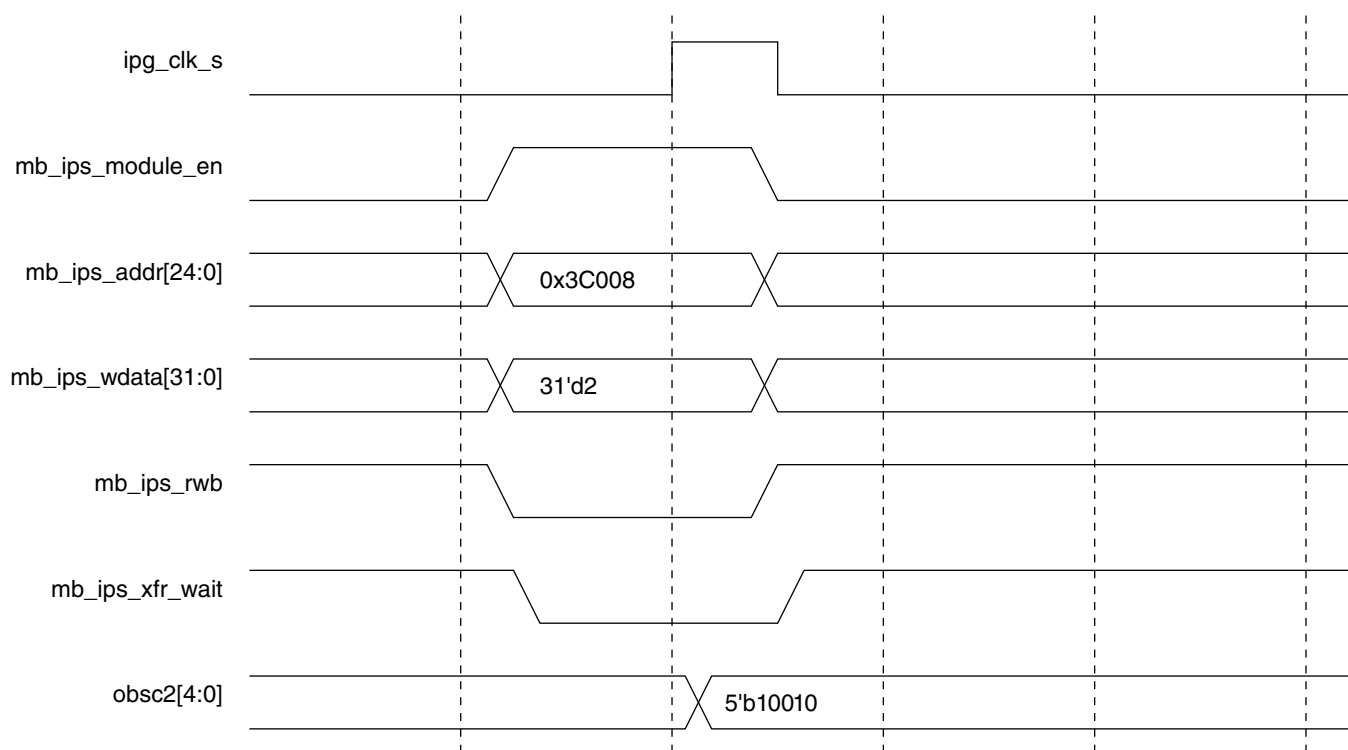 ipg_clk_s
mb_ips_module_en
mb_ips_addr[24:0]
0x3C008
mb_ips_wdata[31:0]
31'd2
mb_ips_rwb
mb_ips_xfr_wait
obsc2[4:0]
5'b10010